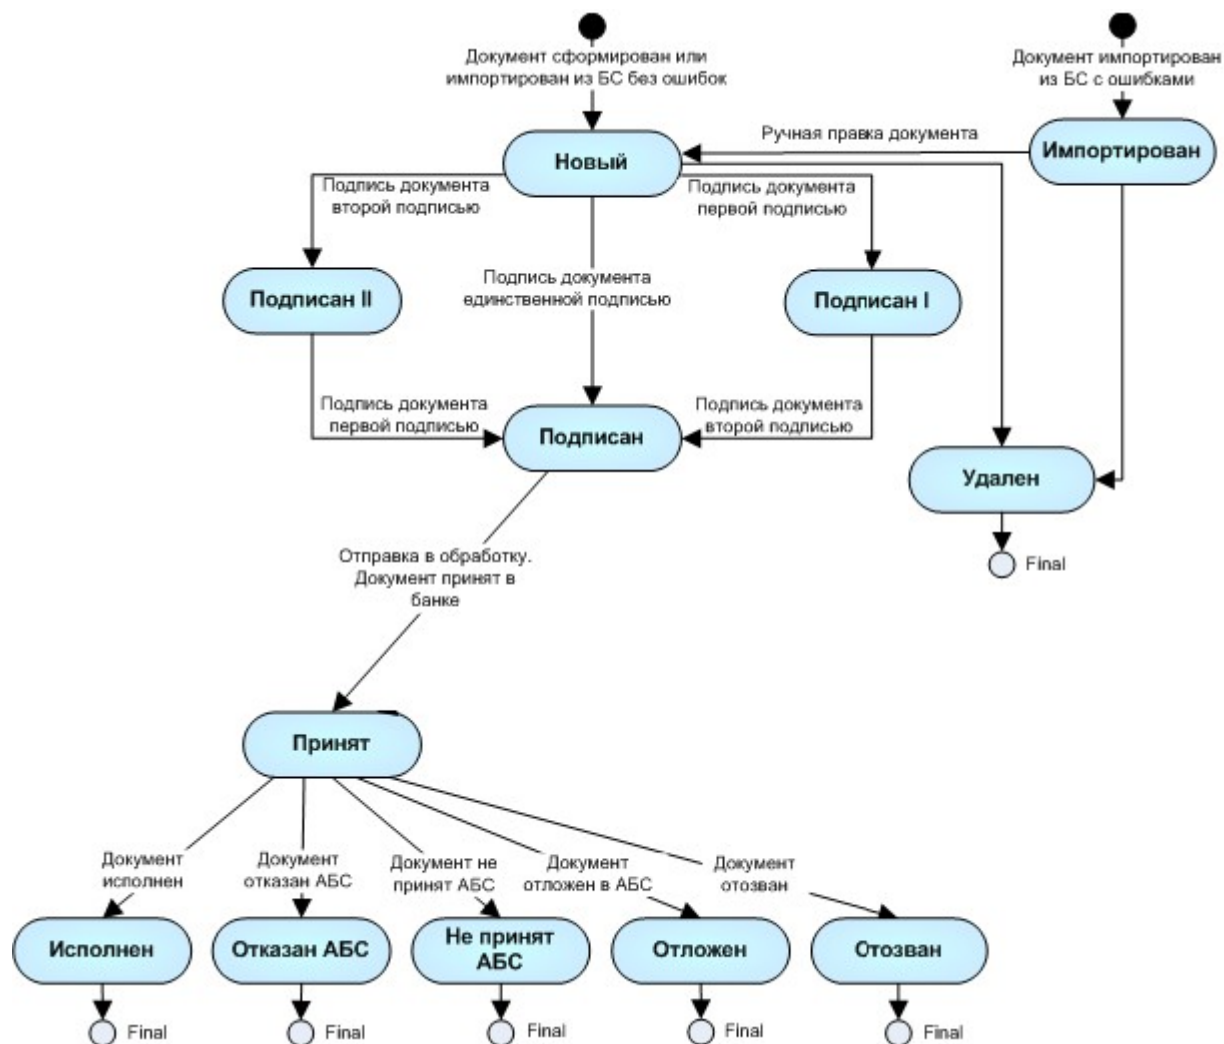 Документ сформирован или
импортирован из БС без ошибок
Документ импортирован
из БС с ошибками
Ручная правка документа
Новый
Импортирован
Подпись документа
второй подписью
Подпись документа
первой подписью
Подпись документа
единственной подписью
Подписан II
Подписан I
Подпись документа
первой подписью
Подпись документа
второй подписью
Подписан
Удален
Final
Отправка в обработку.
Документ принят в
банке
Принят
Документ
исполнен
Документ
отказан АБС
Документ не
принят АБС
Документ
отложен в АБС
Документ
отозван
Исполнен
Отказан АБС
Не принят
АБС
Отложен
Стозван
Final
Final
Final
Final
Final